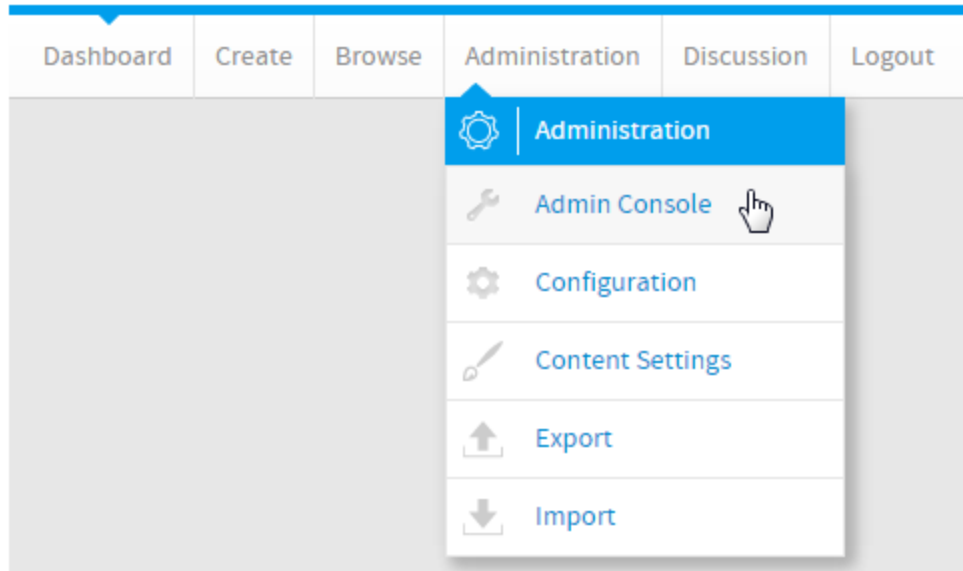 Dashboard Create Browse Administration Discussion Logout
Administration
Admin Console
Configuration
Content Settings
Export
Import